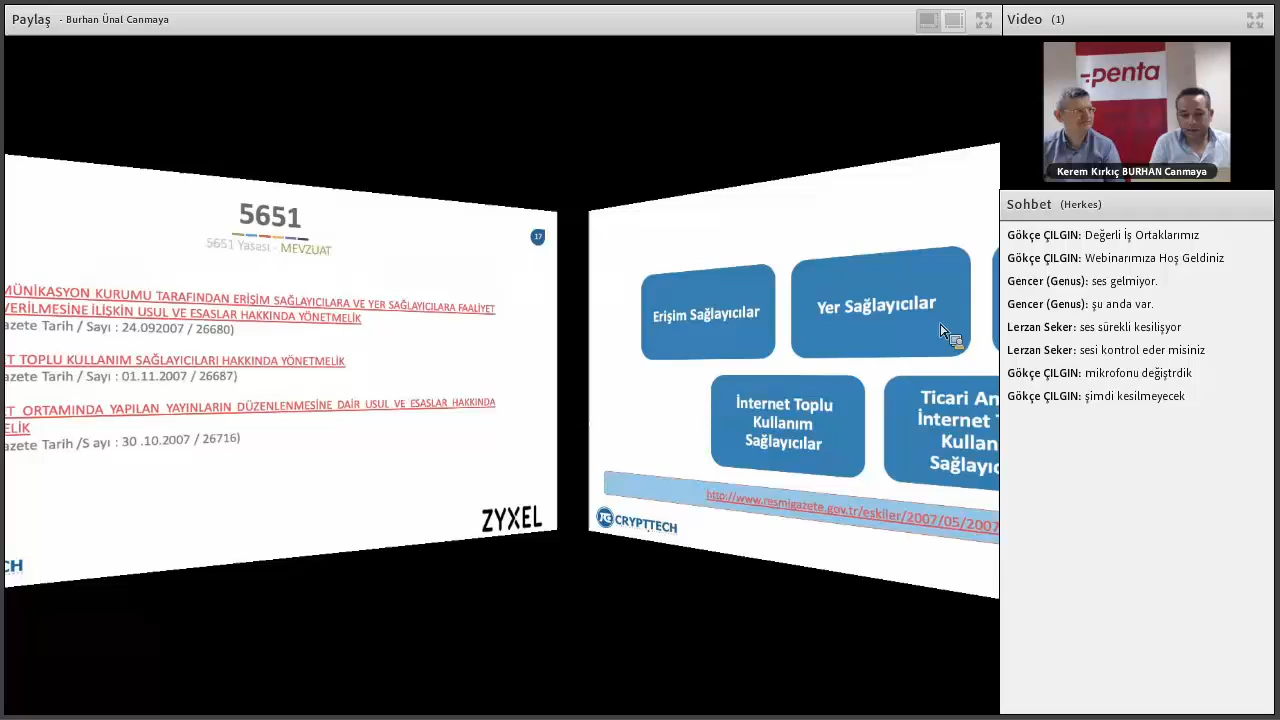 Paylaş - Burhan Ünal Canmaya
Video (1)
penta
Kerem Kırkıç BURHAN Canmaya
5651
5651 Yasası - MEVZUAT
17
MÜNİKASYON KURUMU TARAFINDAN ERİŞİM SAĞLAYICILARA VE YER SAĞLAYICILARA FAALİYET
VERİLMESİNE İLİŞKİN USUL VE ESASLAR HAKKINDA YÖNETMELİK
azete Tarih / Sayı : 24.092007 / 26680)
ET TOPLU KULLANIM SAĞLAYICILARI HAKKINDA YÖNETMELİK
azete Tarih / Sayı : 01.11.2007 / 26687)
ET ORTAMINDA YAPILAN YAYINLARIN DÜZENLENMESİNE DAİR USUL VE ESASLAR HAKKINDA
ELİK
azete Tarih /S ayı : 30 .10.2007 / 26716)
ZYXEL
CH
Erişim Sağlayıcılar
Yer Sağlayıcılar
İnternet Toplu
Kullanım
Sağlayıcılar
Ticari An
İnternet T
Kullan
Sağlayıc
http://www.resmigazete.gov.tr/eskiler/2007/05/2007
CRYPTTECH
Sohbet (Herkes)
Gökçe ÇILGIN: Değerli İş Ortaklarımız
Gökçe ÇILGIN: Webinarımıza Hoş Geldiniz
Gencer (Genus): ses gelmiyor.
Gencer (Genus): şu anda var.
Lerzan Seker: ses sürekli kesilişyor
Lerzan Seker: sesi kontrol eder misiniz
Gökçe ÇILGIN: mikrofonu değiştrdik
Gökçe ÇILGIN: şimdi kesilmeyecek